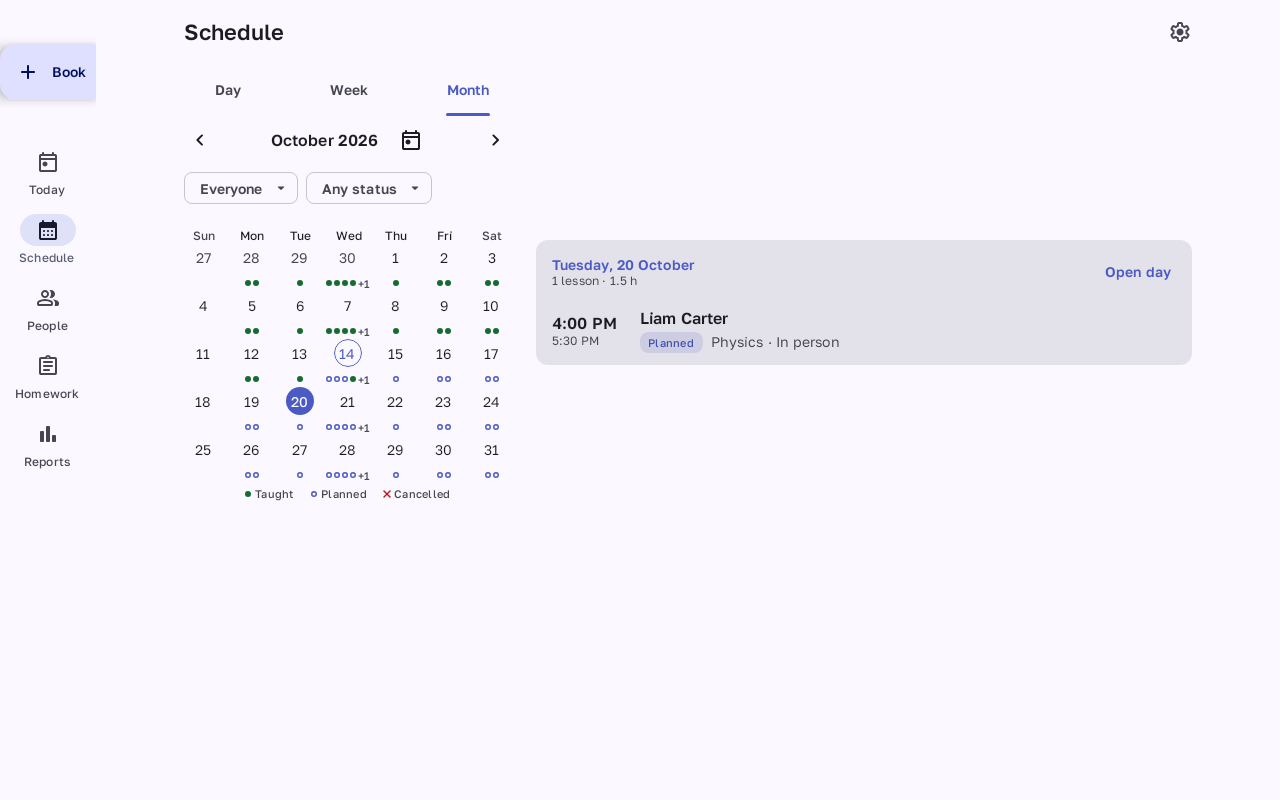 Schedule
Book
Day Week Month
October 2026
Everyone Any status
Today
Schedule
People
Homework
Reports
Sun Mon Tue Wed Thu Fri Sat
27 28 29 30 1 2 3
+1
4 5 6 7 8 9 10
+1
11 12 13 14 15 16 17
+1
18 19 20 21 22 23 24
+1
25 26 27 28 29 30 31
+1
Taught Planned Cancelled
Tuesday, 20 October
1 lesson · 1.5 h
Open day
4:00 PM Liam Carter
5:30 PM Planned Physics · In person